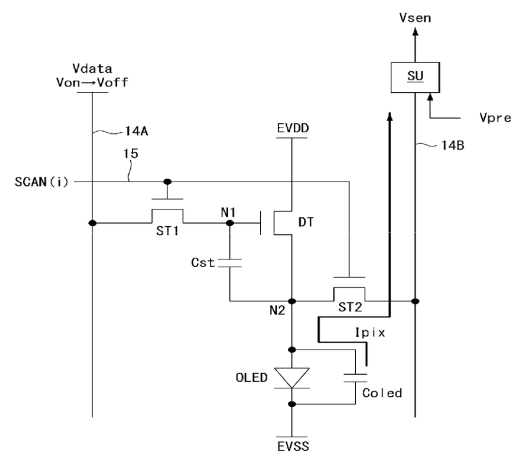 Vsen
SU
Vpre
Vdata
Von→Voff
14A
14B
15
EVDD
SCAN(i)
N1
DT
ST1
Cst
N2
ST2
Ipix
OLED
Coled
EVSS